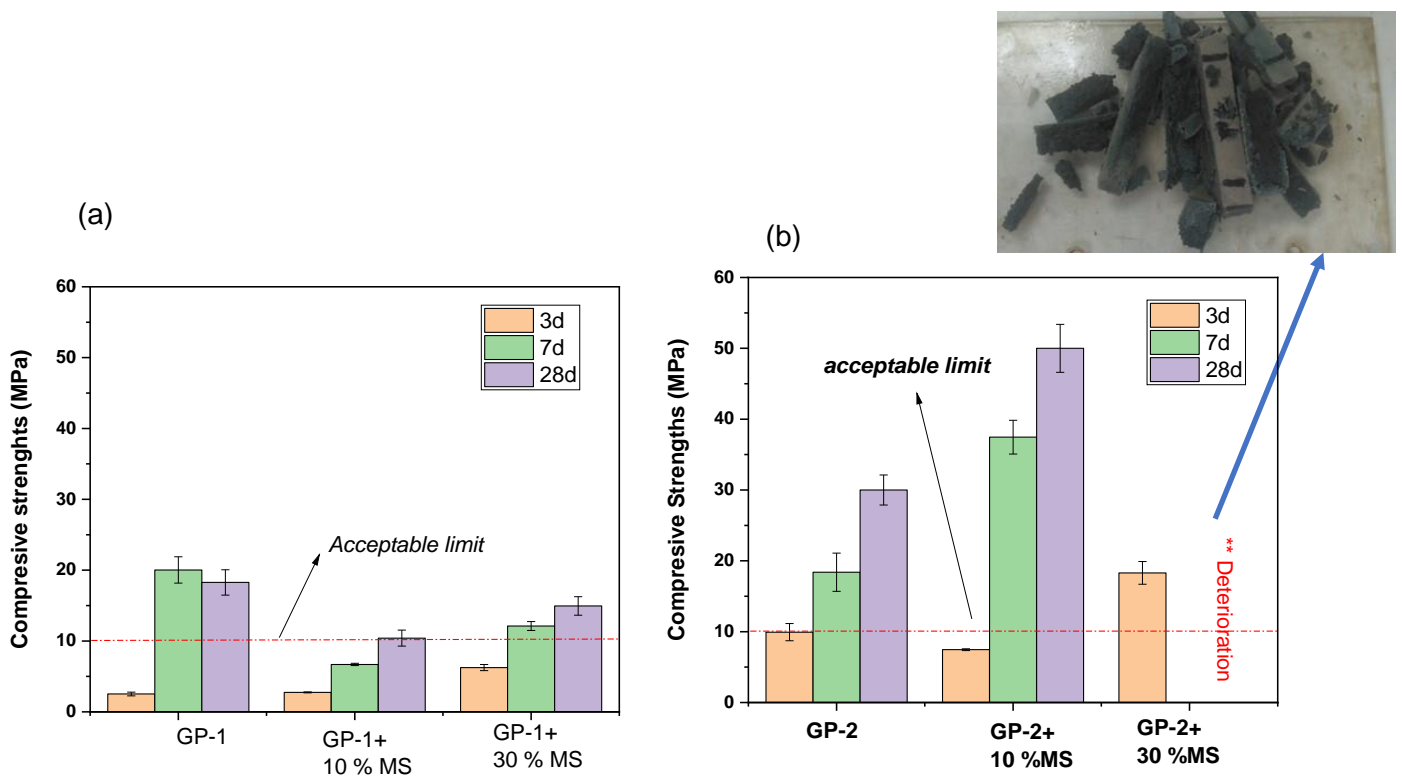 (a)
Compresive strenghts (MPa)
60
50
40
30
20
10
0
3d
7d
28d
Acceptable limit
GP-1
GP-1+
10 % MS
GP-1+
30 % MS
(b)
Compresive Strengths (MPa)
60
50
40
30
20
10
0
3d
7d
28d
acceptable limit
** Deterioration
GP-2
GP-2+
10 %MS
GP-2+
30 %MS